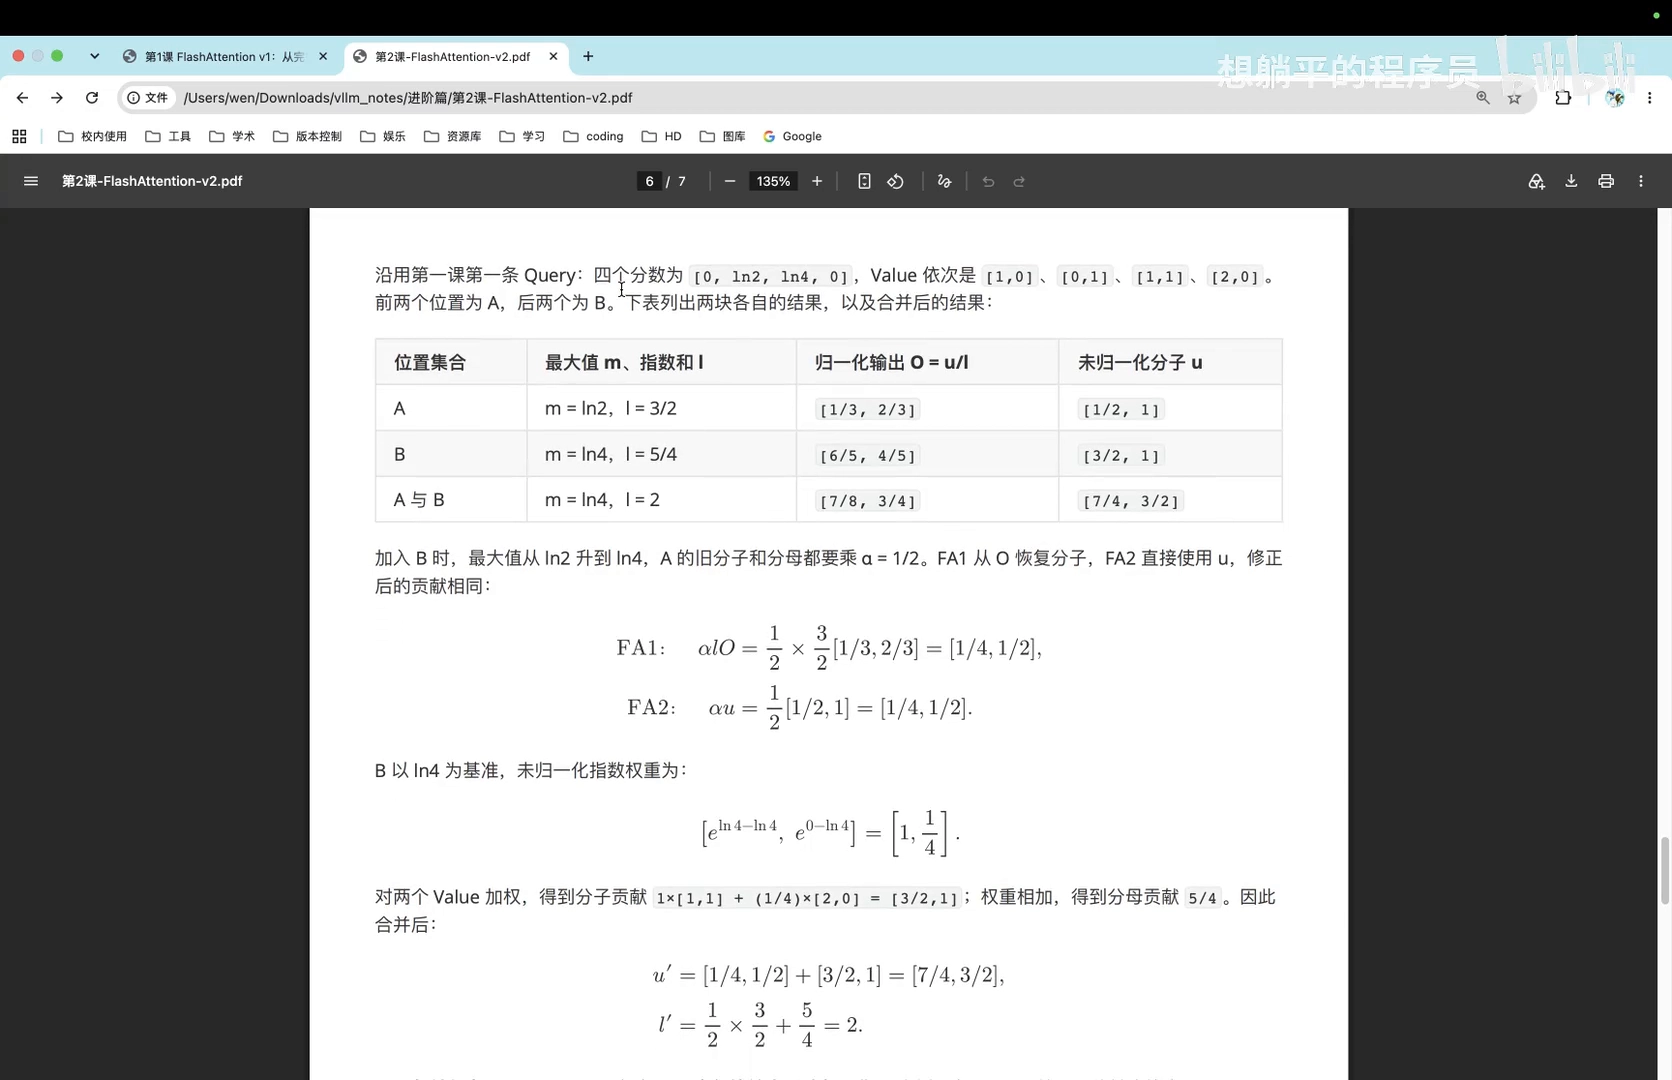 第1课 FlashAttention v1：从完
第2课-FlashAttention-v2.pdf
想躺平的程序员 bilibili
文件 /Users/wen/Downloads/vllm_notes/进阶篇/第2课-FlashAttention-v2.pdf
校内使用 工具 学术 版本控制 娱乐 资源库 学习 coding HD 图库 Google
第2课-FlashAttention-v2.pdf 6 / 7 135%
沿用第一课第一条 Query：四个分数为 [0, ln2, ln4, 0]，Value 依次是 [1,0]、[0,1]、[1,1]、[2,0]。
前两个位置为 A，后两个为 B。下表列出两块各自的结果，以及合并后的结果：
位置集合 最大值 m、指数和 l 归一化输出 O = u/l 未归一化分子 u
A m = ln2，l = 3/2 [1/3, 2/3] [1/2, 1]
B m = ln4，l = 5/4 [6/5, 4/5] [3/2, 1]
A 与 B m = ln4，l = 2 [7/8, 3/4] [7/4, 3/2]
加入 B 时，最大值从 ln2 升到 ln4，A 的旧分子和分母都要乘 α = 1/2。FA1 从 O 恢复分子，FA2 直接使用 u，修正
后的贡献相同：
FA1: αlO = 1/2 × 3/2 [1/3, 2/3] = [1/4, 1/2],
FA2: αu = 1/2 [1/2, 1] = [1/4, 1/2].
B 以 ln4 为基准，未归一化指数权重为：
[e^{ln 4−ln 4}, e^{0−ln 4}] = [1, 1/4].
对两个 Value 加权，得到分子贡献 1×[1,1] + (1/4)×[2,0] = [3/2,1]；权重相加，得到分母贡献 5/4。因此
合并后：
u′ = [1/4, 1/2] + [3/2, 1] = [7/4, 3/2],
l′ = 1/2 × 3/2 + 5/4 = 2.